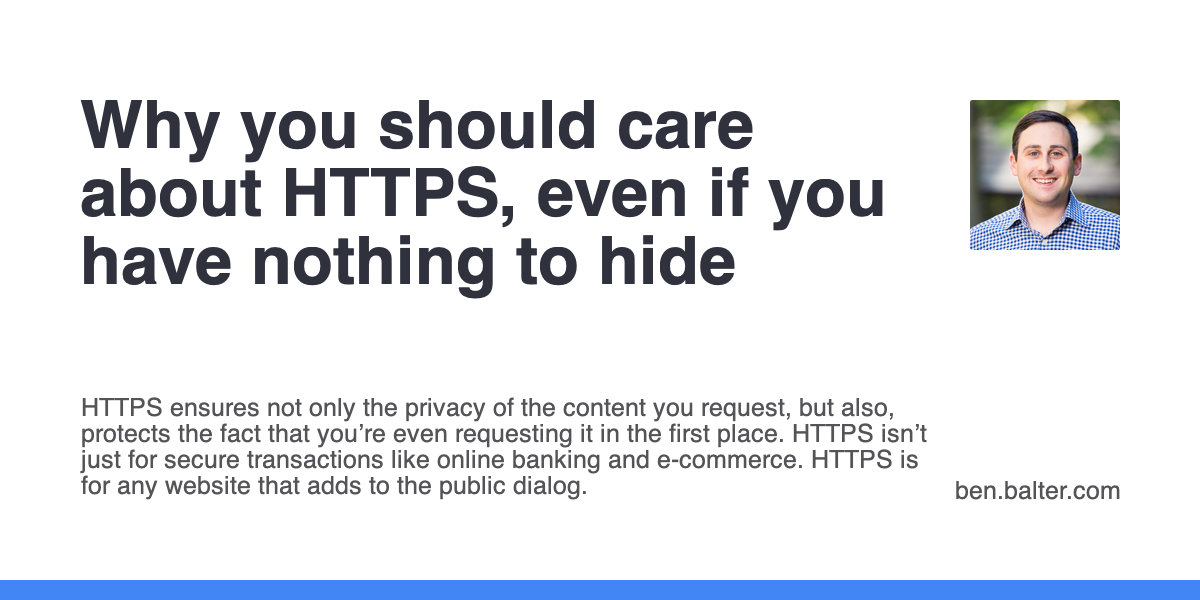 Why you should care
about HTTPS, even if you
have nothing to hide
HTTPS ensures not only the privacy of the content you request, but also,
protects the fact that you’re even requesting it in the first place. HTTPS isn’t
just for secure transactions like online banking and e-commerce. HTTPS is
for any website that adds to the public dialog.
ben.balter.com